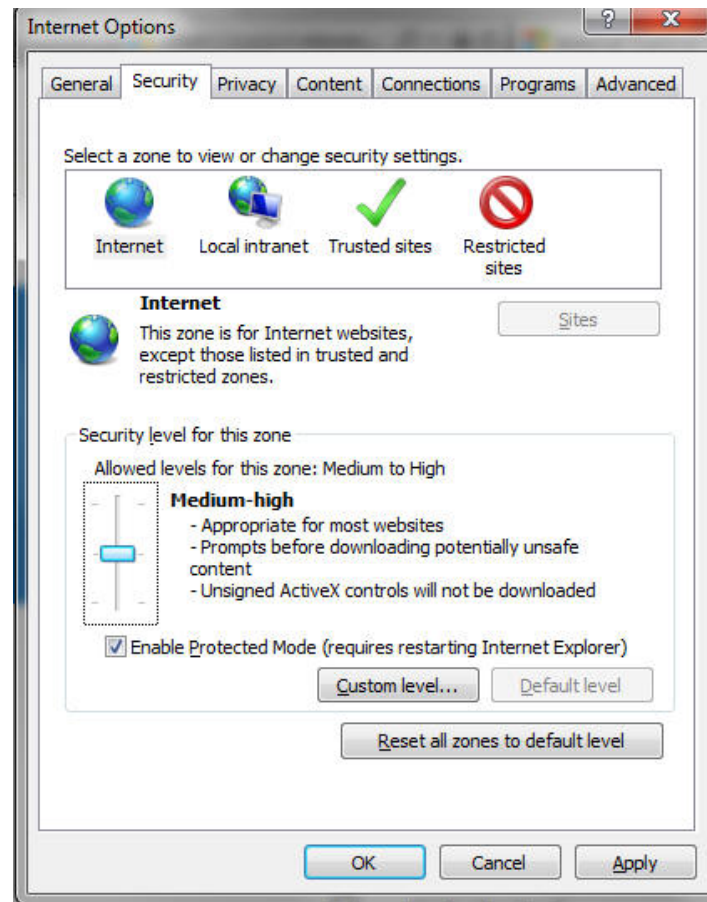 Internet Options
?
X
General Security Privacy Content Connections Programs Advanced
Select a zone to view or change security settings.
Internet Local intranet Trusted sites Restricted
sites
Internet
Sites
This zone is for Internet websites,
except those listed in trusted and
restricted zones.
Security level for this zone
Allowed levels for this zone: Medium to High
Medium-high
- Appropriate for most websites
- Prompts before downloading potentially unsafe
content
- Unsigned ActiveX controls will not be downloaded
Enable Protected Mode (requires restarting Internet Explorer)
Custom level... Default level
Reset all zones to default level
OK Cancel Apply